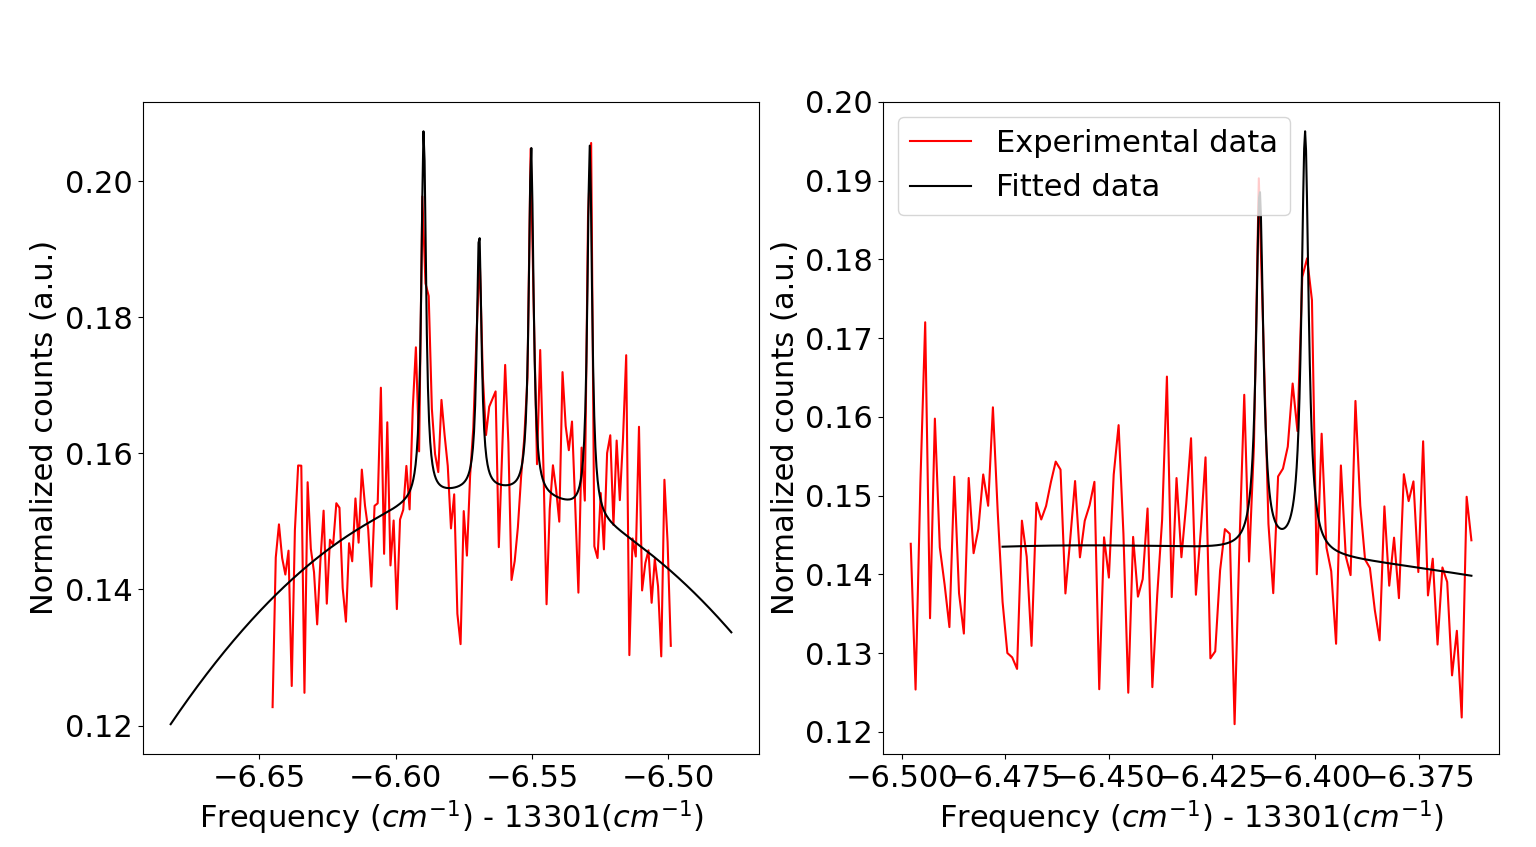 Normalized counts (a.u.)
0.20
0.18
0.16
0.14
0.12
−6.65 −6.60 −6.55 −6.50
Frequency (cm⁻¹) - 13301(cm⁻¹)
Normalized counts (a.u.)
0.20
0.19
0.18
0.17
0.16
0.15
0.14
0.13
0.12
Experimental data
Fitted data
−6.500 −6.475 −6.450 −6.425 −6.400 −6.375
Frequency (cm⁻¹) - 13301(cm⁻¹)